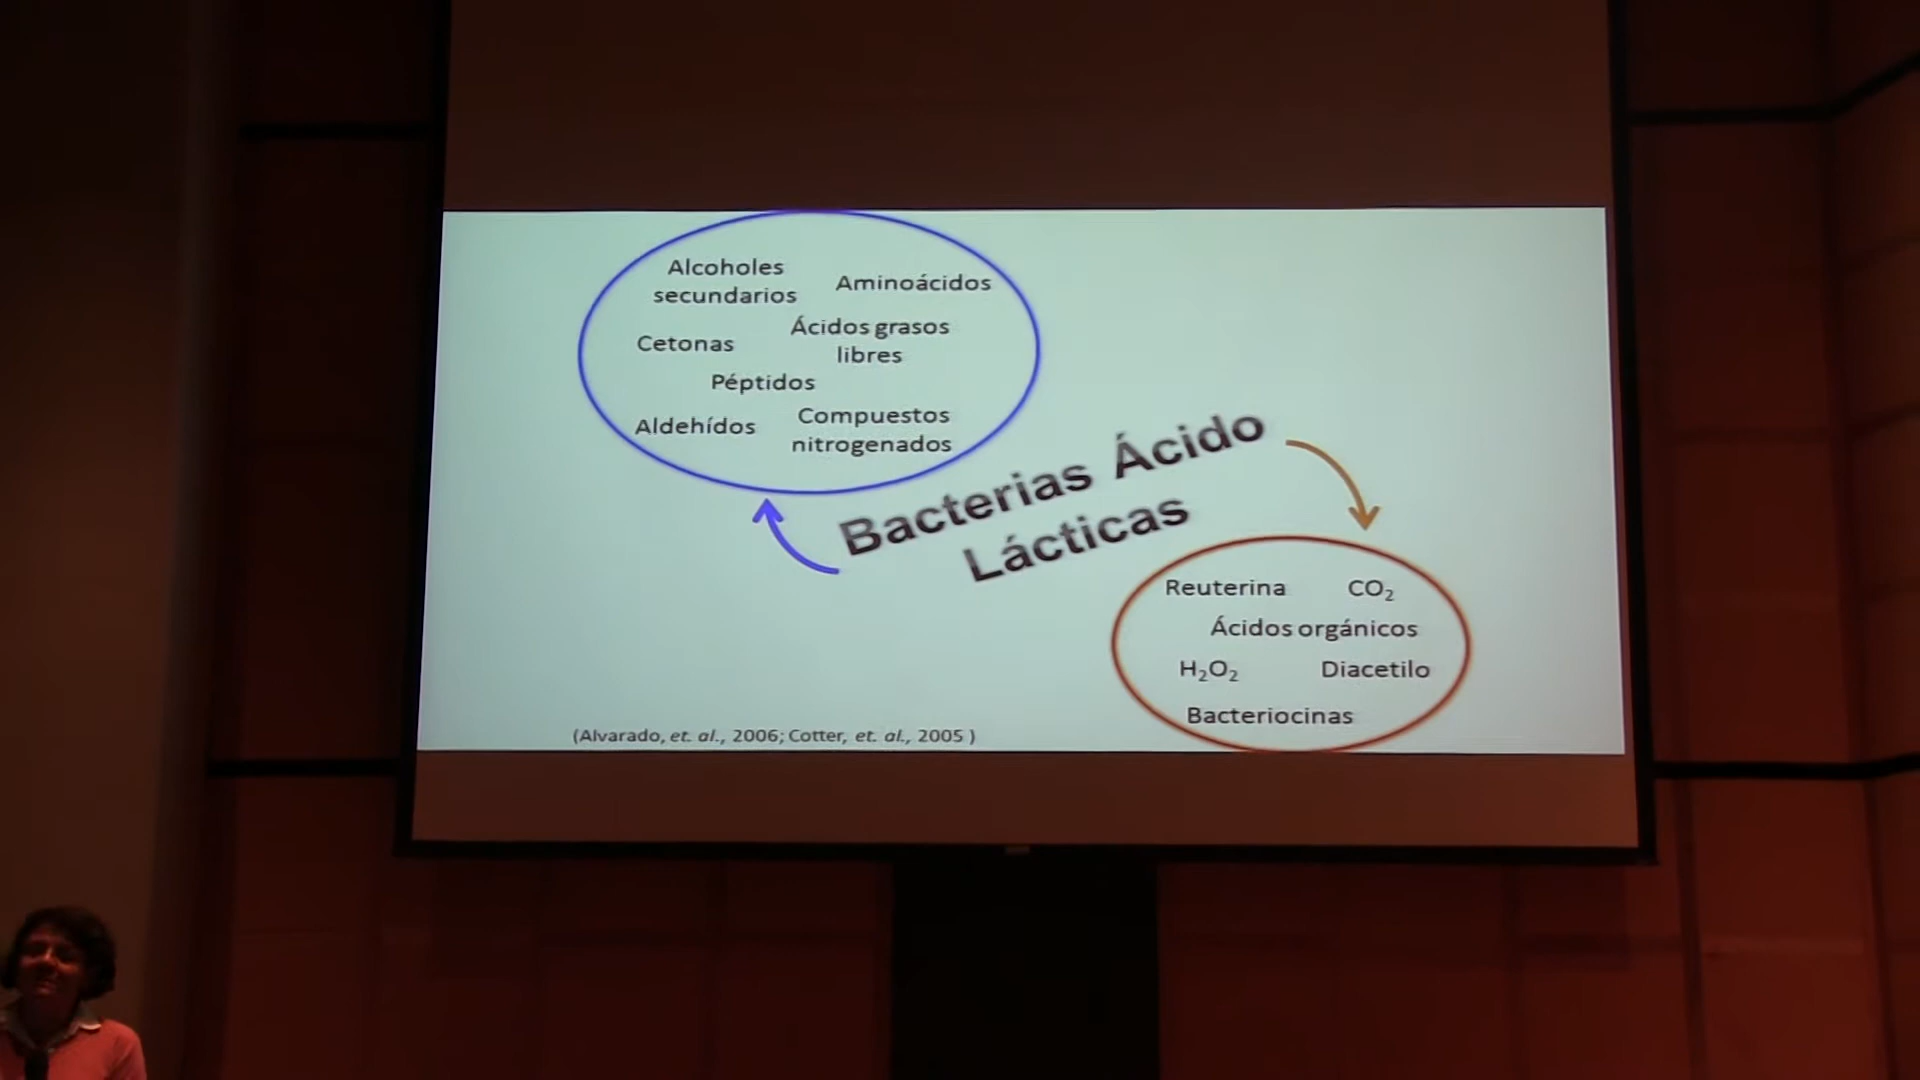 Alcoholes
secundarios
Aminoácidos
Cetonas
Ácidos grasos
libres
Péptidos
Aldehídos
Compuestos
nitrogenados
Bacterias Ácido
Lácticas
Reuterina
CO₂
Ácidos orgánicos
H₂O₂
Diacetilo
Bacteriocinas
(Alvarado, et. al., 2006; Cotter, et. al., 2005 )